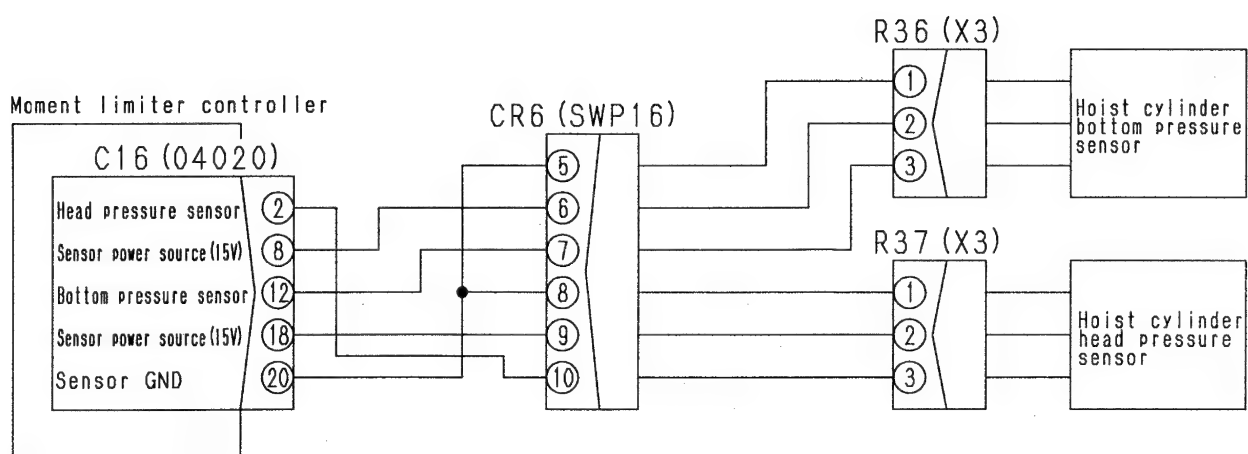 R36 (X3)
Moment limiter controller
CR6 (SWP16)
C16 (04020)
1
2
3
Hoist cylinder
bottom pressure
sensor
Head pressure sensor 2
Sensor power source(15V) 8
Bottom pressure sensor 12
Sensor power source(15V) 18
Sensor GND 20
5
6
7
8
9
10
R37 (X3)
1
2
3
Hoist cylinder
head pressure
sensor